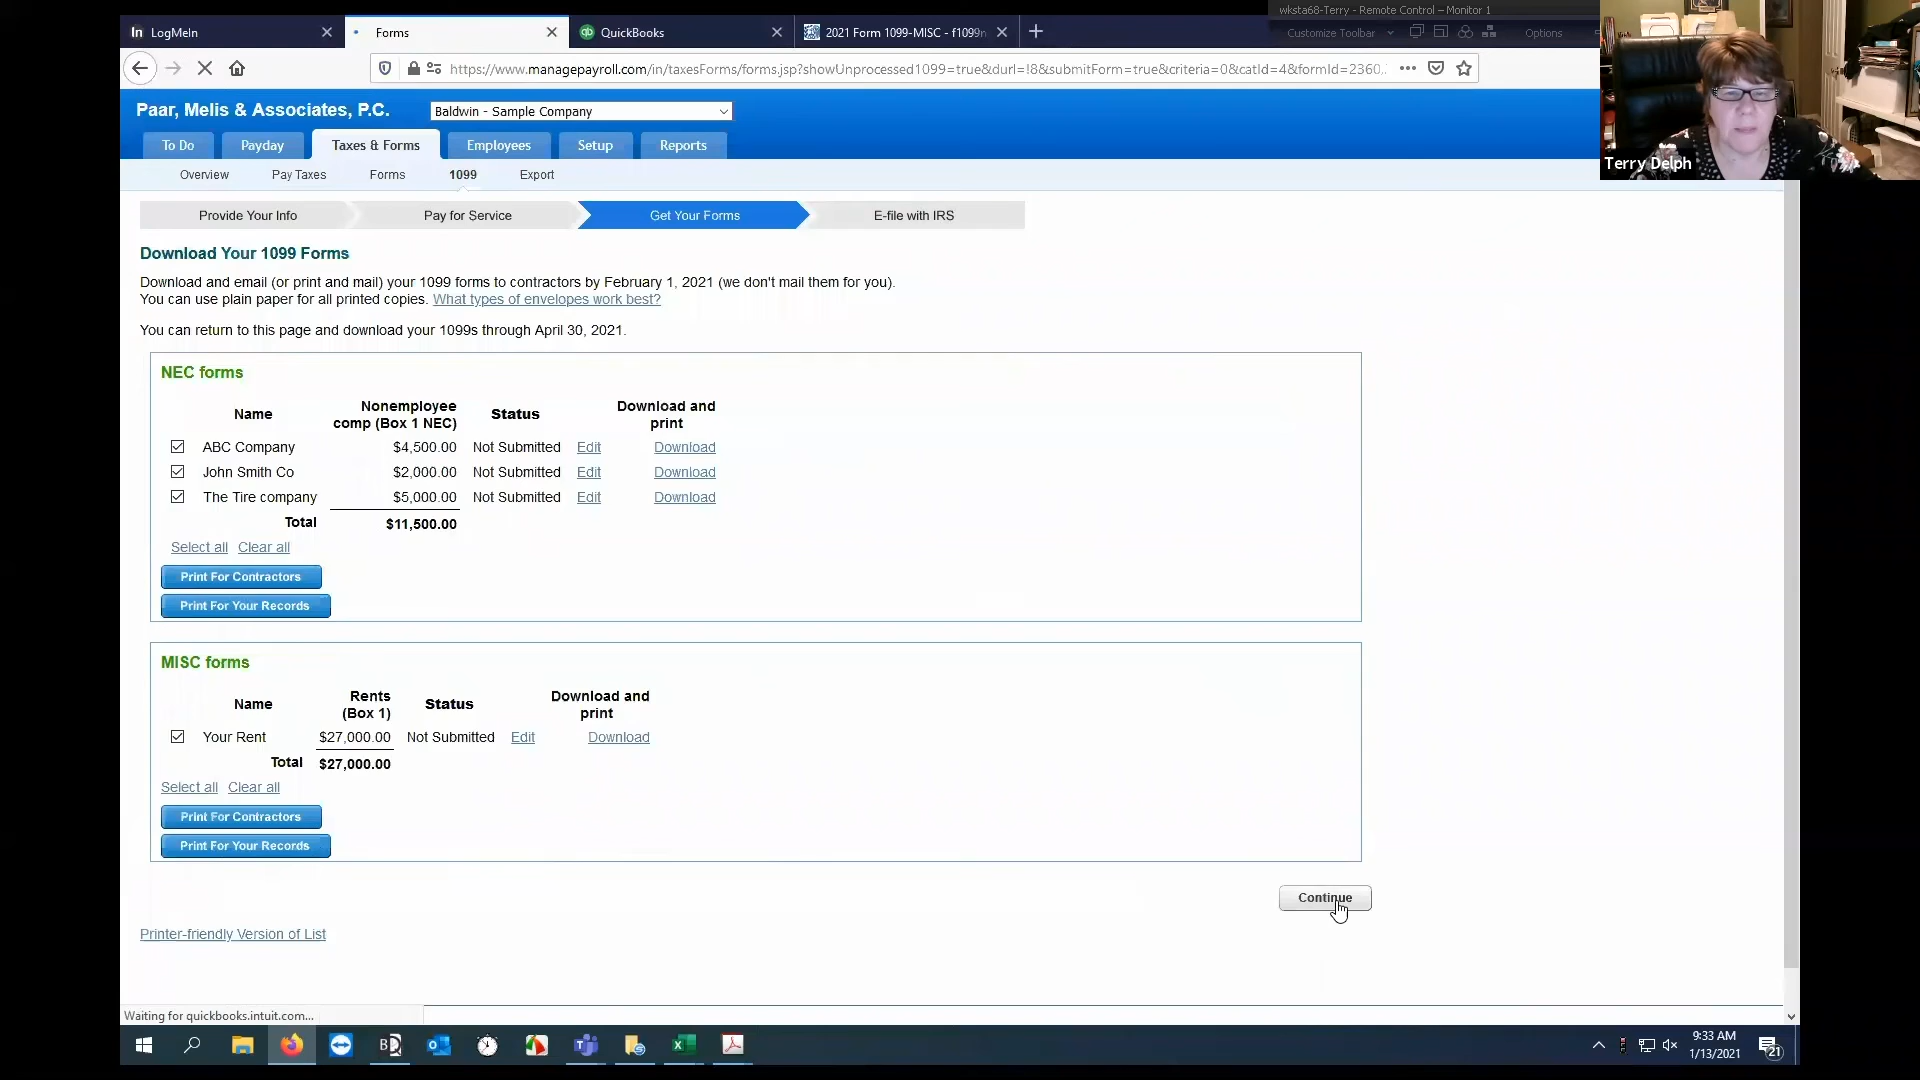 wksta68-Terry - Remote Control – Monitor 1
LogMeIn
Forms
QuickBooks
2021 Form 1099-MISC - f1099
Customize Toolbar
Options
https://www.managepayroll.com/in/taxesForms/forms.jsp?showUnprocessed1099=true&durl=!8&submitForm=true&criteria=0&catId=4&formId=2360
Terry Delph
Paar, Melis & Associates, P.C.
Baldwin - Sample Company
To Do
Payday
Taxes & Forms
Employees
Setup
Reports
Overview
Pay Taxes
Forms
1099
Export
Provide Your Info
Pay for Service
Get Your Forms
E-file with IRS
Download Your 1099 Forms
Download and email (or print and mail) your 1099 forms to contractors by February 1, 2021 (we don't mail them for you).
You can use plain paper for all printed copies. What types of envelopes work best?
You can return to this page and download your 1099s through April 30, 2021.
NEC forms
Name Nonemployee comp (Box 1 NEC) Status Download and print
ABC Company $4,500.00 Not Submitted Edit Download
John Smith Co $2,000.00 Not Submitted Edit Download
The Tire company $5,000.00 Not Submitted Edit Download
Total $11,500.00
Select all Clear all
Print For Contractors
Print For Your Records
MISC forms
Name Rents (Box 1) Status Download and print
Your Rent $27,000.00 Not Submitted Edit Download
Total $27,000.00
Select all Clear all
Print For Contractors
Print For Your Records
Continue
Printer-friendly Version of List
Waiting for quickbooks.intuit.com...
9:33 AM
1/13/2021
21